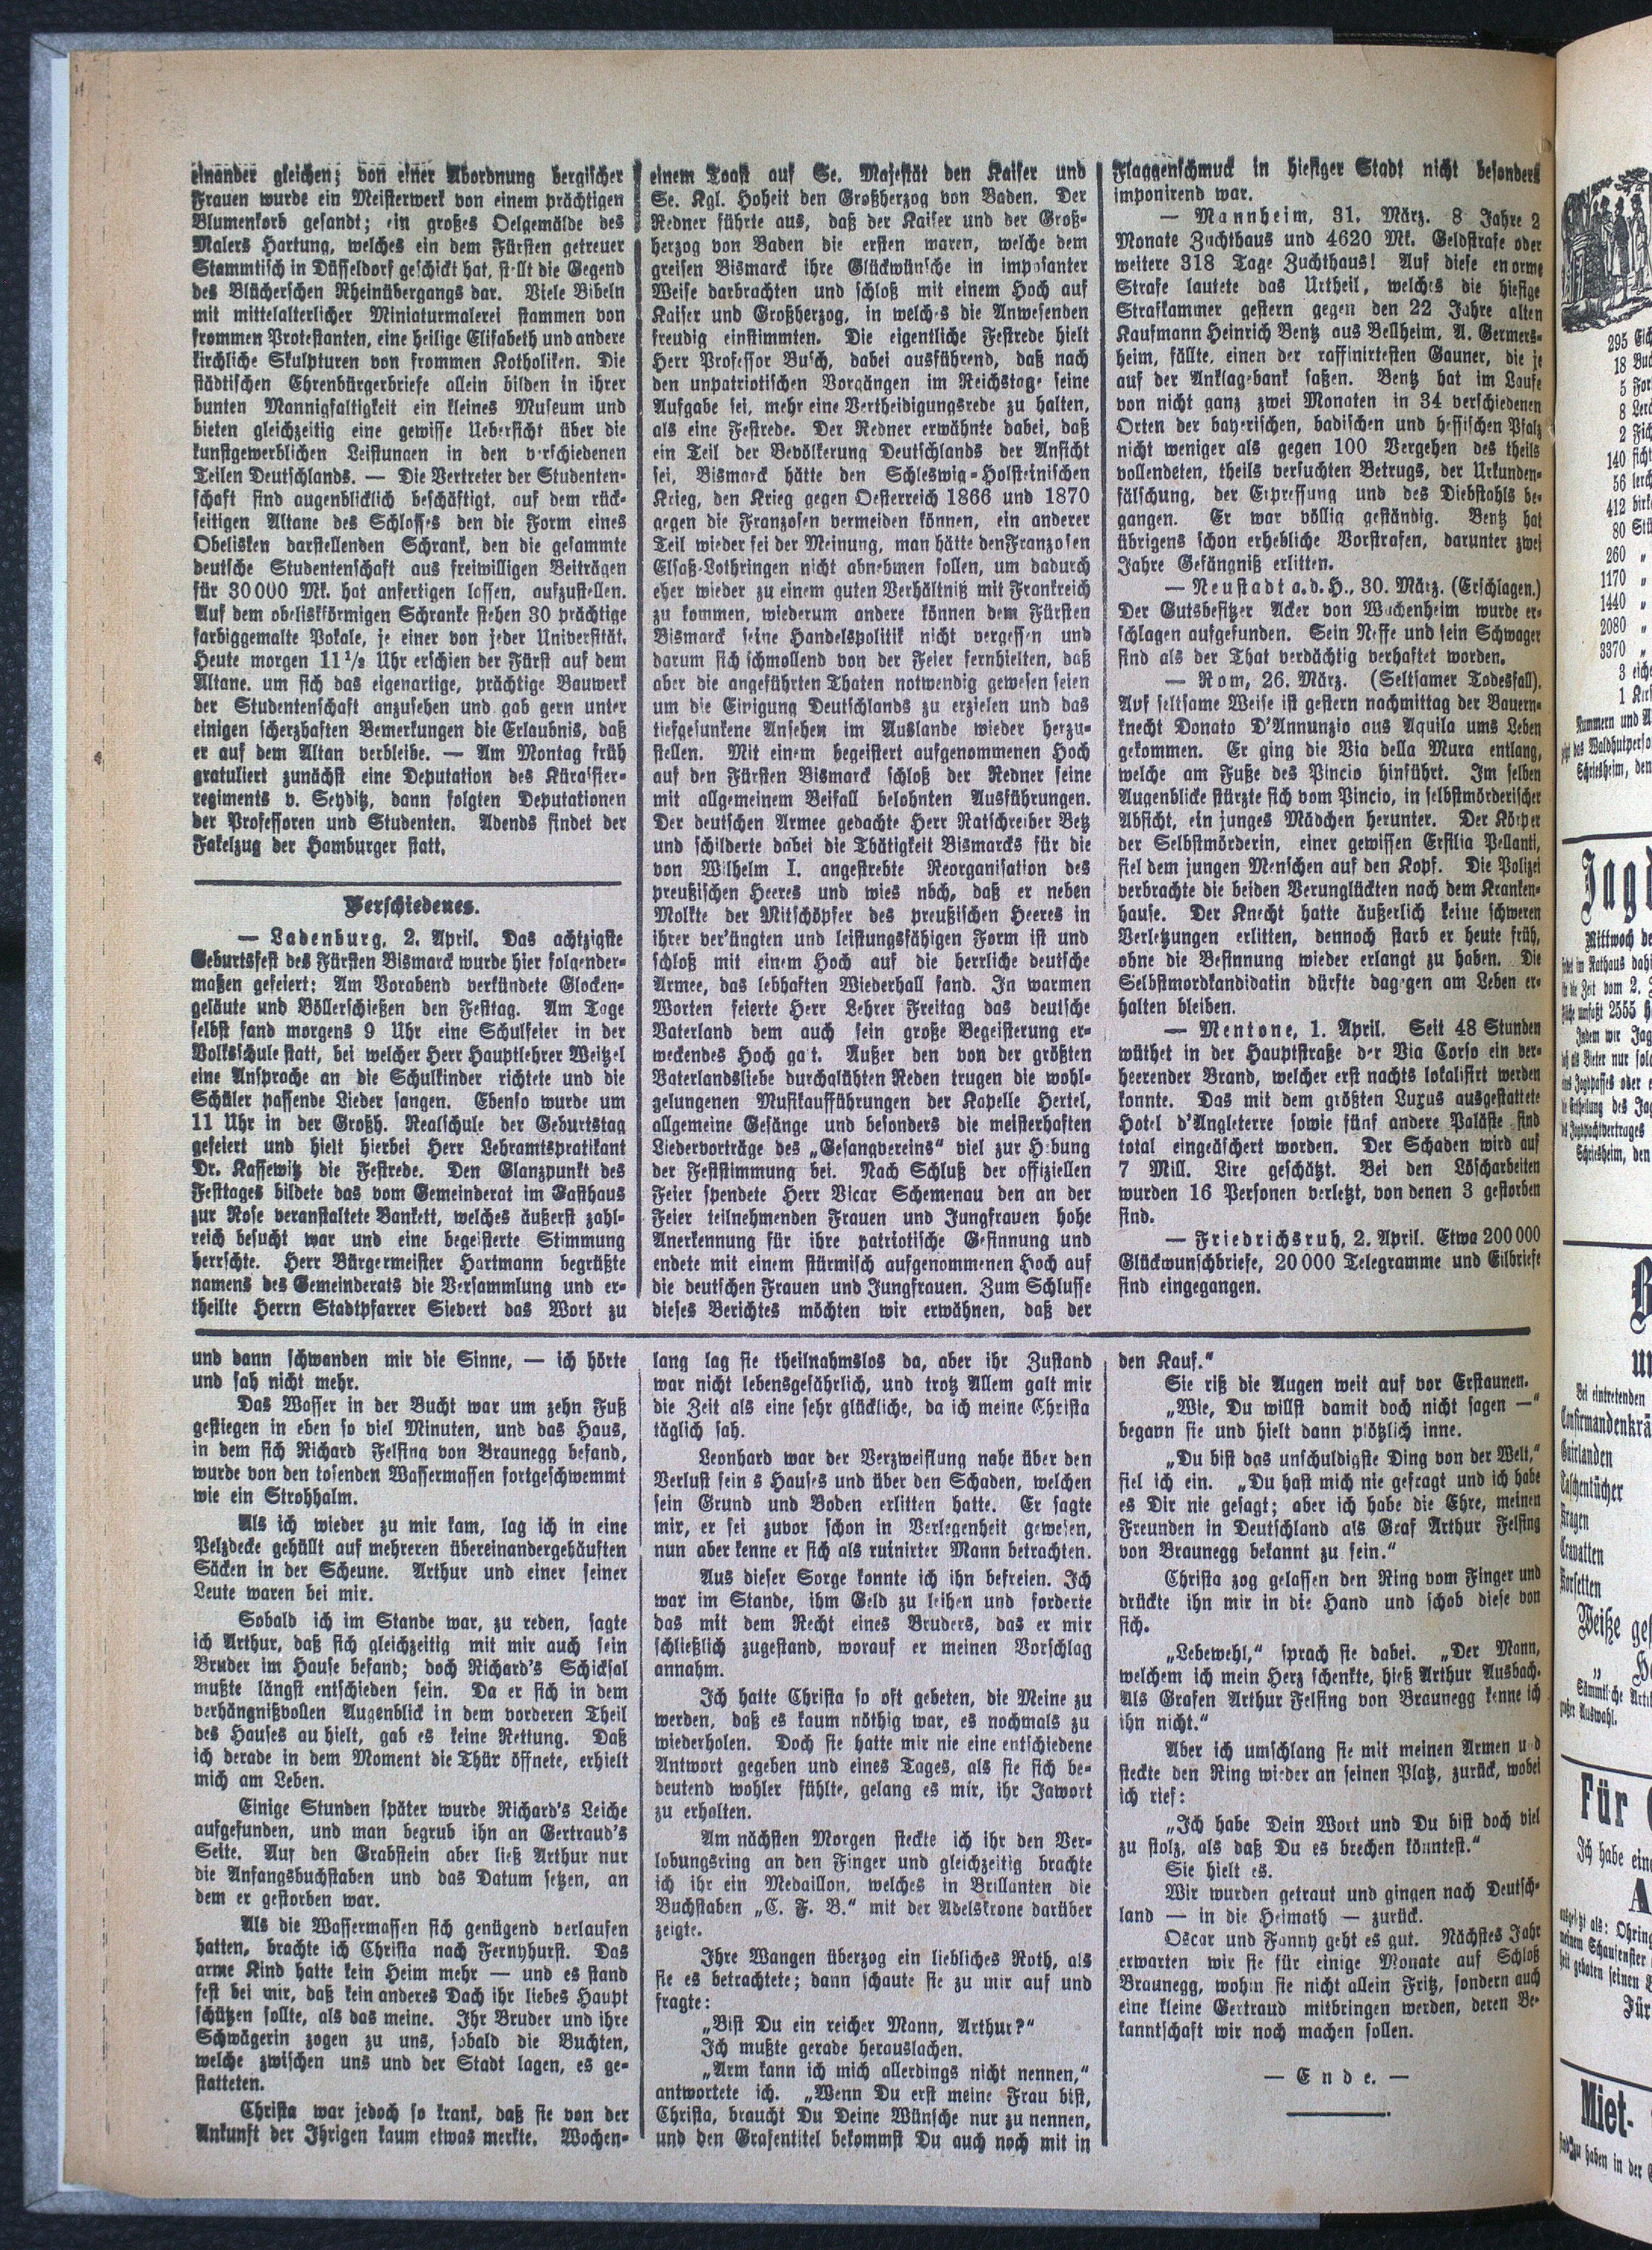 einander gleichen; von einer Abordnung bergischer
Frauen wurde ein Meisterwerk von einem prächtigen
Blumenkorb gesandt; ein großes Oelgemälde des
Malers Hartung, welches ein dem Fürsten getreuer
Stammtisch in Düsseldorf geschickt hat, stellt die Gegend
des Blücherschen Rheinübergangs dar. Viele Bibeln
mit mittelalterlicher Miniaturmalerei stammen von
frommen Protestanten, eine heilige Elisabeth und andere
kirchliche Skulpturen von frommen Kotholiken. Die
städtischen Ehrenbürgerbriefe allein bilden in ihrer
bunten Mannigfaltigkeit ein kleines Museum und
bieten gleichzeitig eine gewisse Uebersicht über die
kunstgewerblichen Leistungen in den verschiedenen
Teilen Deutschlands. — Die Vertreter der Studenten-
schaft sind augenblicklich beschäftigt, auf dem rück-
seitigen Altane des Schlosses den die Form eines
Obelisken darstellenden Schrank, den die gesammte
deutsche Studentenschaft aus freiwilligen Beiträgen
für 30000 Mk. hat anfertigen lassen, aufzustellen.
Auf dem obeliskförmigen Schranke stehen 30 prächtige
farbiggemalte Pokale, je einer von jeder Universität.
Heute morgen 11½ Uhr erschien der Fürst auf dem
Altane, um sich das eigenartige, prächtige Bauwerk
der Studentenschaft anzusehen und gab gern unter
einigen scherzhaften Bemerkungen die Erlaubnis, daß
er auf dem Altan verbleibe. — Am Montag früh
gratuliert zunächst eine Deputation des Kürassier-
regiments v. Seydlitz, dann folgten Deputationen
der Professoren und Studenten. Abends findet der
Fakelzug der Hamburger statt.
Verschiedenes.
— Ladenburg, 2. April. Das achtzigste
Geburtsfest des Fürsten Bismarck wurde hier folgender-
maßen gefeiert: Am Vorabend verkündete Glocken-
geläute und Böllerschießen den Festtag. Am Tage
selbst fand morgens 9 Uhr eine Schulfeier in der
Volksschule statt, bei welcher Herr Hauptlehrer Weitzel
eine Ansprache an die Schulkinder richtete und die
Schüler passende Lieder sangen. Ebenso wurde um
11 Uhr in der Großh. Realschule der Geburtstag
gefeiert und hielt hierbei Herr Lehramtspratikant
Dr. Kassewitz die Festrede. Den Glanzpunkt des
Festtages bildete das vom Gemeinderat im Gasthaus
zur Rose veranstaltete Bankett, welches äußerst zahl-
reich besucht war und eine begeisterte Stimmung
herrschte. Herr Bürgermeister Hartmann begrüßte
namens des Gemeinderats die Versammlung und er-
theilte Herrn Stadtpfarrer Sievert das Wort zu
einem Toast auf Se. Majestät den Kaiser und
Se. Kgl. Hoheit den Großherzog von Baden. Der
Redner führte aus, daß der Kaiser und der Groß-
herzog von Baden die ersten waren, welche dem
greisen Bismarck ihre Glückwünsche in imposanter
Weise darbrachten und schloß mit einem Hoch auf
Kaiser und Großherzog, in welches die Anwesenden
freudig einstimmten. Die eigentliche Festrede hielt
Herr Professor Busch, dabei ausführend, daß nach
den unpatriotischen Vorgängen im Reichstage seine
Aufgabe sei, mehr eine Vertheidigungsrede zu halten,
als eine Festrede. Der Redner erwähnte dabei, daß
ein Teil der Bevölkerung Deutschlands der Ansicht
sei, Bismarck hätte den Schleswig-Holsteinischen
Krieg, den Krieg gegen Oesterreich 1866 und 1870
gegen die Franzosen vermeiden können, ein anderer
Teil wieder sei der Meinung, man hätte den Franzosen
Elsaß-Lothringen nicht abnehmen sollen, um dadurch
eher wieder zu einem guten Verhältniß mit Frankreich
zu kommen, wiederum andere können dem Fürsten
Bismarck seine Handelspolitik nicht vergessen und
darum sich schmollend von der Feier fernhielten, daß
aber die angeführten Thaten notwendig gewesen seien
um die Einigung Deutschlands zu erzielen und das
tiefgesunkene Ansehen im Auslande wieder herzu-
stellen. Mit einem begeistert aufgenommenen Hoch
auf den Fürsten Bismarck schloß der Redner seine
mit allgemeinem Beifall belohnten Ausführungen.
Der deutschen Armee gedachte Herr Ratschreiber Betz
und schilderte dabei die Thätigkeit Bismarcks für die
von Wilhelm I. angestrebte Reorganisation des
preußischen Heeres und wies nöch, daß er neben
Molkte der Mitschöpfer des preußischen Heeres in
ihrer verjüngten und leistungsfähigen Form ist und
schloß mit einem Hoch auf die herrliche deutsche
Armee, das lebhaften Wiederhall fand. In warmen
Worten feierte Herr Lehrer Freitag das deutsche
Vaterland dem auch sein große Begeisterung er-
weckendes Hoch galt. Außer den von der größten
Vaterlandsliebe durchglühten Reden trugen die wohl-
gelungenen Musikaufführungen der Kapelle Hertel,
allgemeine Gesänge und besonders die meisterhaften
Liedervorträge des „Gesangvereins“ viel zur Hebung
der Feststimmung bei. Nach Schluß der offiziellen
Feier spendete Herr Vicar Schemenau den an der
Feier teilnehmenden Frauen und Jungfrauen hohe
Anerkennung für ihre patriotische Gesinnung und
endete mit einem stürmisch aufgenommenen Hoch auf
die deutschen Frauen und Jungfrauen. Zum Schlusse
dieses Berichtes möchten wir erwähnen, daß der
Flaggenschmuck in hiesiger Stadt nicht besonders
imponirend war.
— Mannheim, 31. März. 8 Jahre 2
Monate Zuchthaus und 4620 Mk. Geldstrafe oder
weitere 318 Tage Zuchthaus! Auf diese enorme
Strafe lautete das Urtheil, welches die hiesige
Strafkammer gestern gegen den 22 Jahre alten
Kaufmann Heinrich Bentz aus Bellheim, A. Germers-
heim, fällte, einen der raffinirtesten Gauner, die je
auf der Anklagebank saßen. Bentz hat im Laufe
von nicht ganz zwei Monaten in 34 verschiedenen
Orten der bayerischen, badischen und hessischen Pfalz
nicht weniger als gegen 100 Vergehen des theils
vollendeten, theils versuchten Betrugs, der Urkunden-
fälschung, der Erpressung und des Diebstahls be-
gangen. Er war völlig geständig. Bentz hat
übrigens schon erhebliche Vorstrafen, darunter zwei
Jahre Gefängniß erlitten.
— Neustadt a. d. H., 30. März. (Erschlagen.)
Der Gutsbesitzer Acker von Wachenheim wurde er-
schlagen aufgefunden. Sein Neffe und sein Schwager
sind als der That verdächtig verhaftet worden.
— Rom, 26. März. (Seltsamer Todesfall).
Auf seltsame Weise ist gestern nachmittag der Bauern-
knecht Donato D'Annunzio aus Aquila ums Leben
gekommen. Er ging die Via della Mura entlang,
welche am Fuße des Pincio hinführt. Im selben
Augenblicke stürzte sich vom Pincio, in selbstmörderischer
Absicht, ein junges Mädchen herunter. Der Körper
der Selbstmörderin, einer gewissen Ersilia Pellanti,
fiel dem jungen Menschen auf den Kopf. Die Polizei
verbrachte die beiden Verunglückten nach dem Kranken-
hause. Der Knecht hatte äußerlich keine schweren
Verletzungen erlitten, dennoch starb er heute früh,
ohne die Besinnung wieder erlangt zu haben. Die
Selbstmordkandidatin dürfte dagegen am Leben er-
halten bleiben.
— Mentone, 1. April. Seit 48 Stunden
wüthet in der Hauptstraße der Via Corso ein ver-
heerender Brand, welcher erst nachts lokalisirt werden
konnte. Das mit dem größten Luxus ausgestattete
Hotel d'Angleterre sowie fünf andere Paläste sind
total eingeäschert worden. Der Schaden wird auf
7 Mill. Lire geschätzt. Bei den Löscharbeiten
wurden 16 Personen verletzt, von denen 3 gestorben
sind.
— Friedrichsruh, 2. April. Etwa 200000
Glückwunschbriefe, 20000 Telegramme und Eilbriefe
sind eingegangen.
und dann schwanden mir die Sinne, — ich hörte
und sah nicht mehr.
Das Wasser in der Bucht war um zehn Fuß
gestiegen in eben so viel Minuten, und das Haus,
in dem sich Richard Felsing von Braunegg befand,
wurde von den tosenden Wassermassen fortgeschwemmt
wie ein Strohhalm.
Als ich wieder zu mir kam, lag ich in eine
Pelzdecke gehüllt auf mehreren übereinandergehäuften
Säcken in der Scheune. Arthur und einer seiner
Leute waren bei mir.
Sobald ich im Stande war, zu reden, sagte
ich Arthur, daß sich gleichzeitig mit mir auch sein
Bruder im Hause befand; doch Richard's Schicksal
mußte längst entschieden sein. Da er sich in dem
verhängnißvollen Augenblick in dem vorderen Theil
des Hauses aufhielt, gab es keine Rettung. Daß
ich derade in dem Moment die Thür öffnete, erhielt
mich am Leben.
Einige Stunden später wurde Richard's Leiche
aufgefunden, und man begrub ihn an Gertraud's
Seite. Auf den Grabstein aber ließ Arthur nur
die Anfangsbuchstaben und das Datum setzen, an
dem er gestorben war.
Als die Wassermassen sich genügend verlaufen
hatten, brachte ich Christa nach Fernyhurst. Das
arme Kind hatte kein Heim mehr — und es stand
fest bei mir, daß kein anderes Dach ihr liebes Haupt
schützen sollte, als das meine. Ihr Bruder und ihre
Schwägerin zogen zu uns, sobald die Buchten,
welche zwischen uns und der Stadt lagen, es ge-
statteten.
Christa war jedoch so krank, daß sie von der
Ankunft der Ihrigen kaum etwas merkte. Wochen-
lang lag sie theilnahmslos da, aber ihr Zustand
war nicht lebensgefährlich, und trotz Allem galt mir
die Zeit als eine sehr glückliche, da ich meine Christa
täglich sah.
Leonhard war der Verzweiflung nahe über den
Verlust seines Hauses und über den Schaden, welchen
sein Grund und Boden erlitten hatte. Er sagte
mir, er sei zuvor schon in Verlegenheit gewesen,
nun aber kenne er sich als ruinirter Mann betrachten.
Aus dieser Sorge konnte ich ihn befreien. Ich
war im Stande, ihm Geld zu leihen und forderte
das mit dem Recht eines Bruders, das er mir
schließlich zugestand, worauf er meinen Vorschlag
annahm.
Ich hatte Christa so oft gebeten, die Meine zu
werden, daß es kaum nöthig war, es nochmals zu
wiederholen. Doch sie hatte mir nie eine entschiedene
Antwort gegeben und eines Tages, als sie sich be-
deutend wohler fühlte, gelang es mir, ihr Jawort
zu erhalten.
Am nächsten Morgen steckte ich ihr den Ver-
lobungsring an den Finger und gleichzeitig brachte
ich ihr ein Medaillon, welches in Brillanten die
Buchstaben „C. F. B.“ mit der Adelskrone darüber
zeigte.
Ihre Wangen überzog ein liebliches Roth, als
sie es betrachtete; dann schaute sie zu mir auf und
fragte:
„Bist Du ein reicher Mann, Arthur?“
Ich mußte gerade herauslachen.
„Arm kann ich mich allerdings nicht nennen,“
antwortete ich. „Wenn Du erst meine Frau bist,
Christa, brauchst Du Deine Wünsche nur zu nennen,
und den Grafentitel bekommst Du auch noch mit in
den Kauf.“
Sie riß die Augen weit auf vor Erstaunen.
„Wie, Du willst damit doch nicht sagen —“
begann sie und hielt dann plötzlich inne.
„Du bist das unschuldigste Ding von der Welt,“
fiel ich ein. „Du hast mich nie gefragt und ich habe
es Dir nie gesagt; aber ich habe die Ehre, meinen
Freunden in Deutschland als Graf Arthur Felsing
von Braunegg bekannt zu sein.“
Christa zog gelassen den Ring vom Finger und
drückte ihn mir in die Hand und schob diese von
sich.
„Lebewehl,“ sprach sie dabei. „Der Mann,
welchem ich mein Herz schenkte, hieß Arthur Ausbach.
Als Grafen Arthur Felsing von Braunegg kenne ich
ihn nicht.“
Aber ich umschlang sie mit meinen Armen und
steckte den Ring wieder an seinen Platz, zurück, wobei
ich rief:
„Ich habe Dein Wort und Du bist doch viel
zu stolz, als daß Du es brechen könntest.“
Sie hielt es.
Wir wurden getraut und gingen nach Deutsch-
land — in die Heimath — zurück.
Oscar und Fanny geht es gut. Nächstes Jahr
erwarten wir sie für einige Monate auf Schloß
Braunegg, wohin sie nicht allein Fritz, sondern auch
eine kleine Gertraud mitbringen werden, deren Be-
kanntschaft wir noch machen sollen.
— Ende. —
295
18
5
8
2
140
56
412
80
260 „
1170 „
1440 „
2080 „
3370 „
3
1
Nummern und
das Waldhutperso
Schriesheim, den
Jagd
Mittwoch de
im Rathaus
die Zeit vom 2.
umfaßt 2555
Indem wir Jag
als Bieter nur
Jagdpasses oder
des Jag
Jagdpachtvertrages
Schriesheim, den
B
un
Bei eintretenden
Confirmandenkrä
Guirlanden
Taschentücher
Kragen
Cravatten
Korsetten
Weiße ge
„
Auswahl.
Für
Ich habe eine
A
als: Ohring
meinem Schaufenster
Für
Miet-
zu haben in der